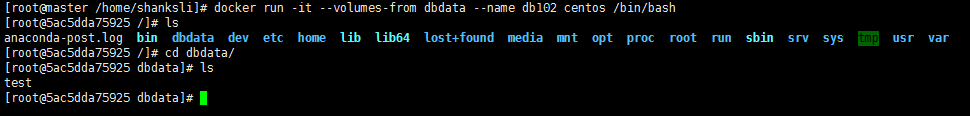 [root@master /home/shanksli]# docker run -it --volumes-from dbdata --name db102 centos /bin/bash
[root@5ac5dda75925 /]# ls
anaconda-post.log bin dbdata dev etc home lib lib64 lost+found media mnt opt proc root run sbin srv sys tmp usr var
[root@5ac5dda75925 /]# cd dbdata/
[root@5ac5dda75925 dbdata]# ls
test
[root@5ac5dda75925 dbdata]#